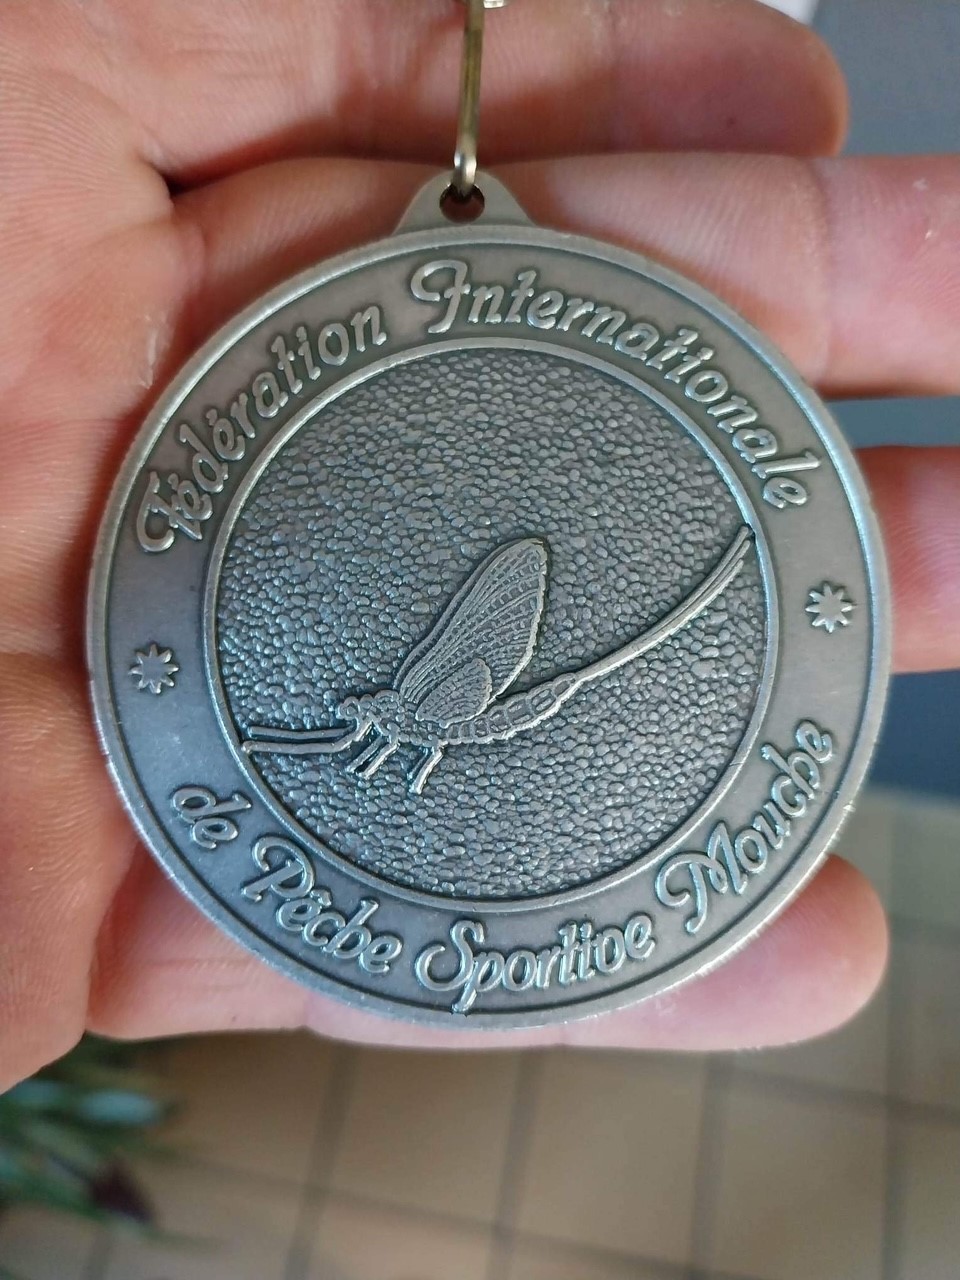 Fédération Internationale
de Pêche Sportive Mouche